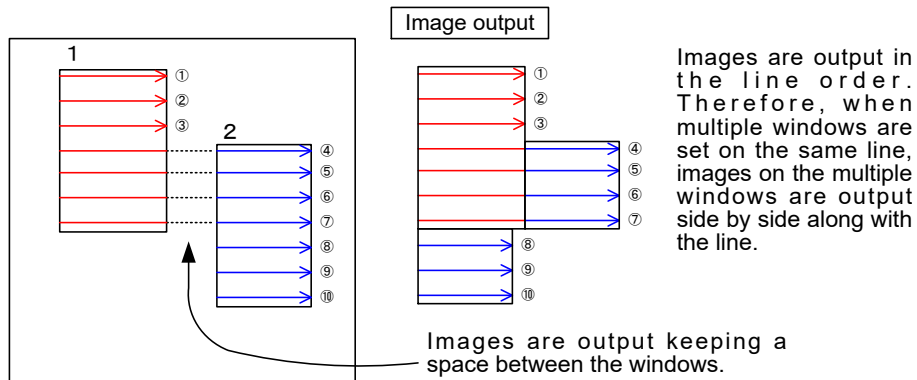 Image output
1
①
②
③
2
④
⑤
⑥
⑦
⑧
⑨
⑩
①
②
③
④
⑤
⑥
⑦
⑧
⑨
⑩
Images are output in
the line order.
Therefore, when
multiple windows are
set on the same line,
images on the multiple
windows are output
side by side along with
the line.
Images are output keeping a
space between the windows.